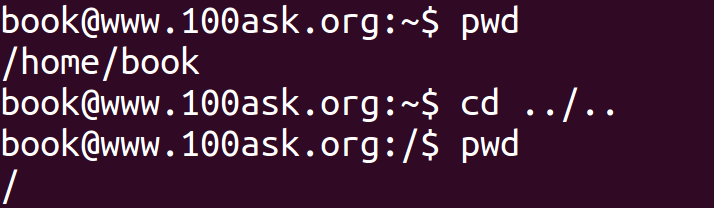 book@www.100ask.org:~$ pwd
/home/book
book@www.100ask.org:~$ cd ../..
book@www.100ask.org:/$ pwd
/